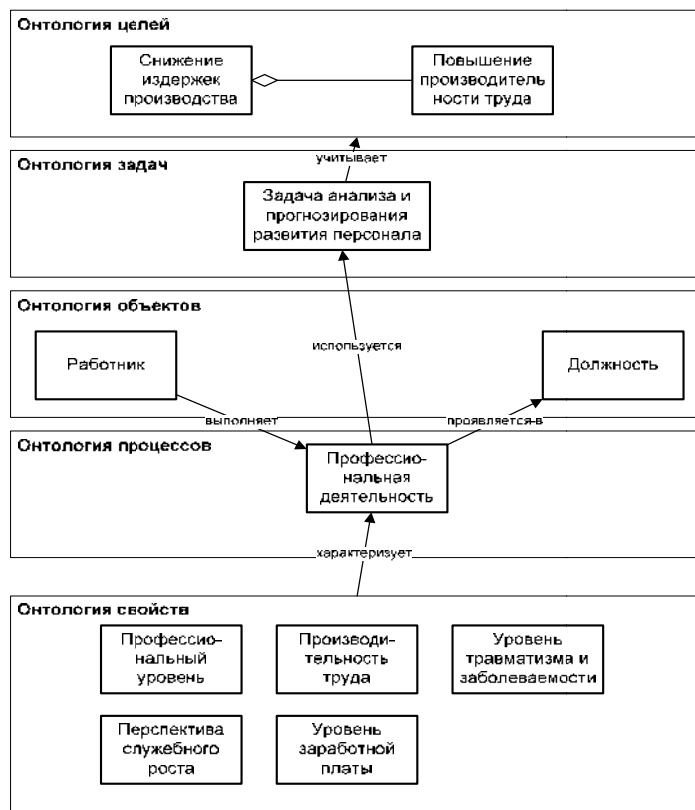 Онтология целей
Снижение
издержек
производства
Повышение
производитель
ности труда
учитывает
Онтология задач
Задача анализа и
прогнозирования
развития персонала
Онтология объектов
Работник
используется
Должность
выполняет
проявляется-в
Онтология процессов
Профессио-
нальная
деятельность
характеризует
Онтология свойств
Профессио-
нальный
уровень
Производи-
тельность
труда
Уровень
травматизма и
заболеваемости
Перспектива
служебного
роста
Уровень
заработной
платы